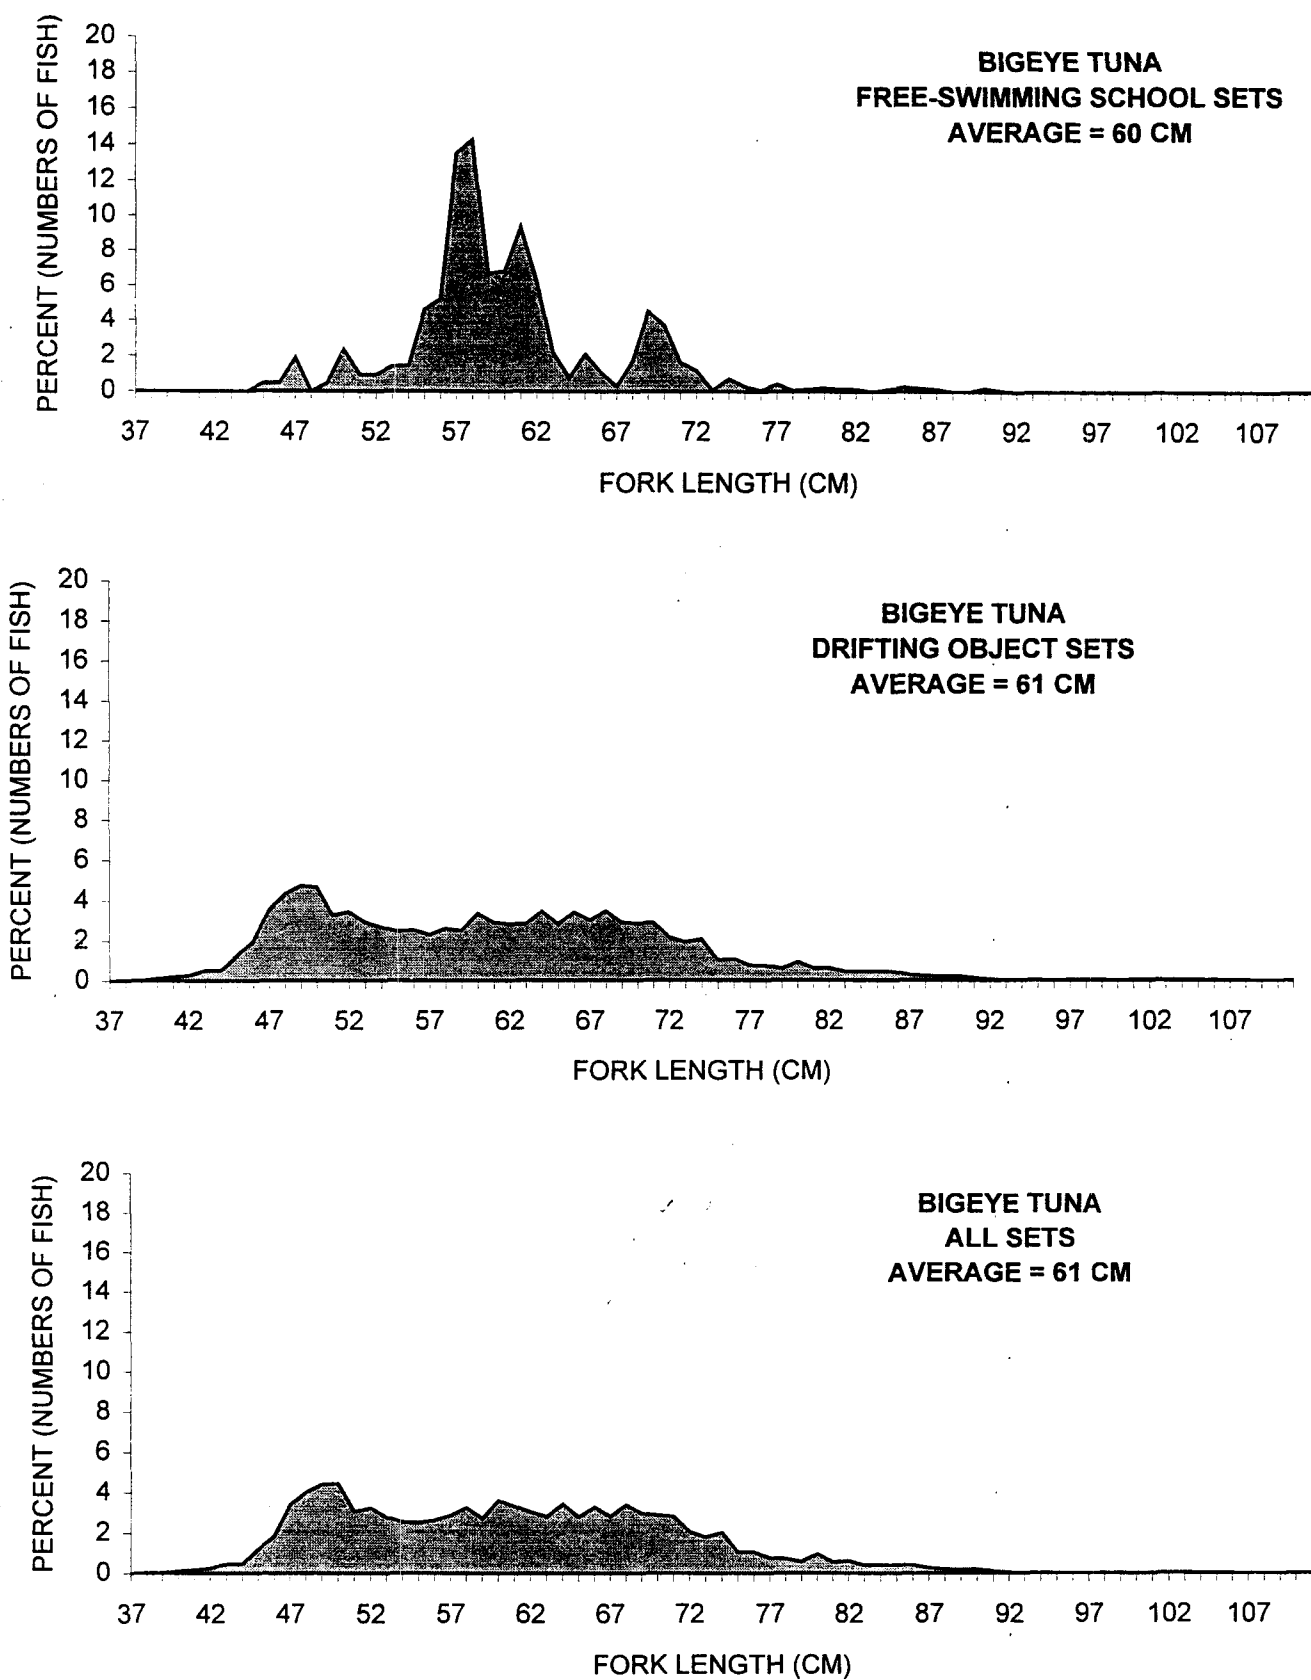 BIGEYE TUNA
FREE-SWIMMING SCHOOL SETS
AVERAGE = 60 CM
PERCENT (NUMBERS OF FISH)
20
18
16
14
12
10
8
6
4
2
0
37 42 47 52 57 62 67 72 77 82 87 92 97 102 107
FORK LENGTH (CM)
BIGEYE TUNA
DRIFTING OBJECT SETS
AVERAGE = 61 CM
PERCENT (NUMBERS OF FISH)
20
18
16
14
12
10
8
6
4
2
0
37 42 47 52 57 62 67 72 77 82 87 92 97 102 107
FORK LENGTH (CM)
BIGEYE TUNA
ALL SETS
AVERAGE = 61 CM
PERCENT (NUMBERS OF FISH)
20
18
16
14
12
10
8
6
4
2
0
37 42 47 52 57 62 67 72 77 82 87 92 97 102 107
FORK LENGTH (CM)